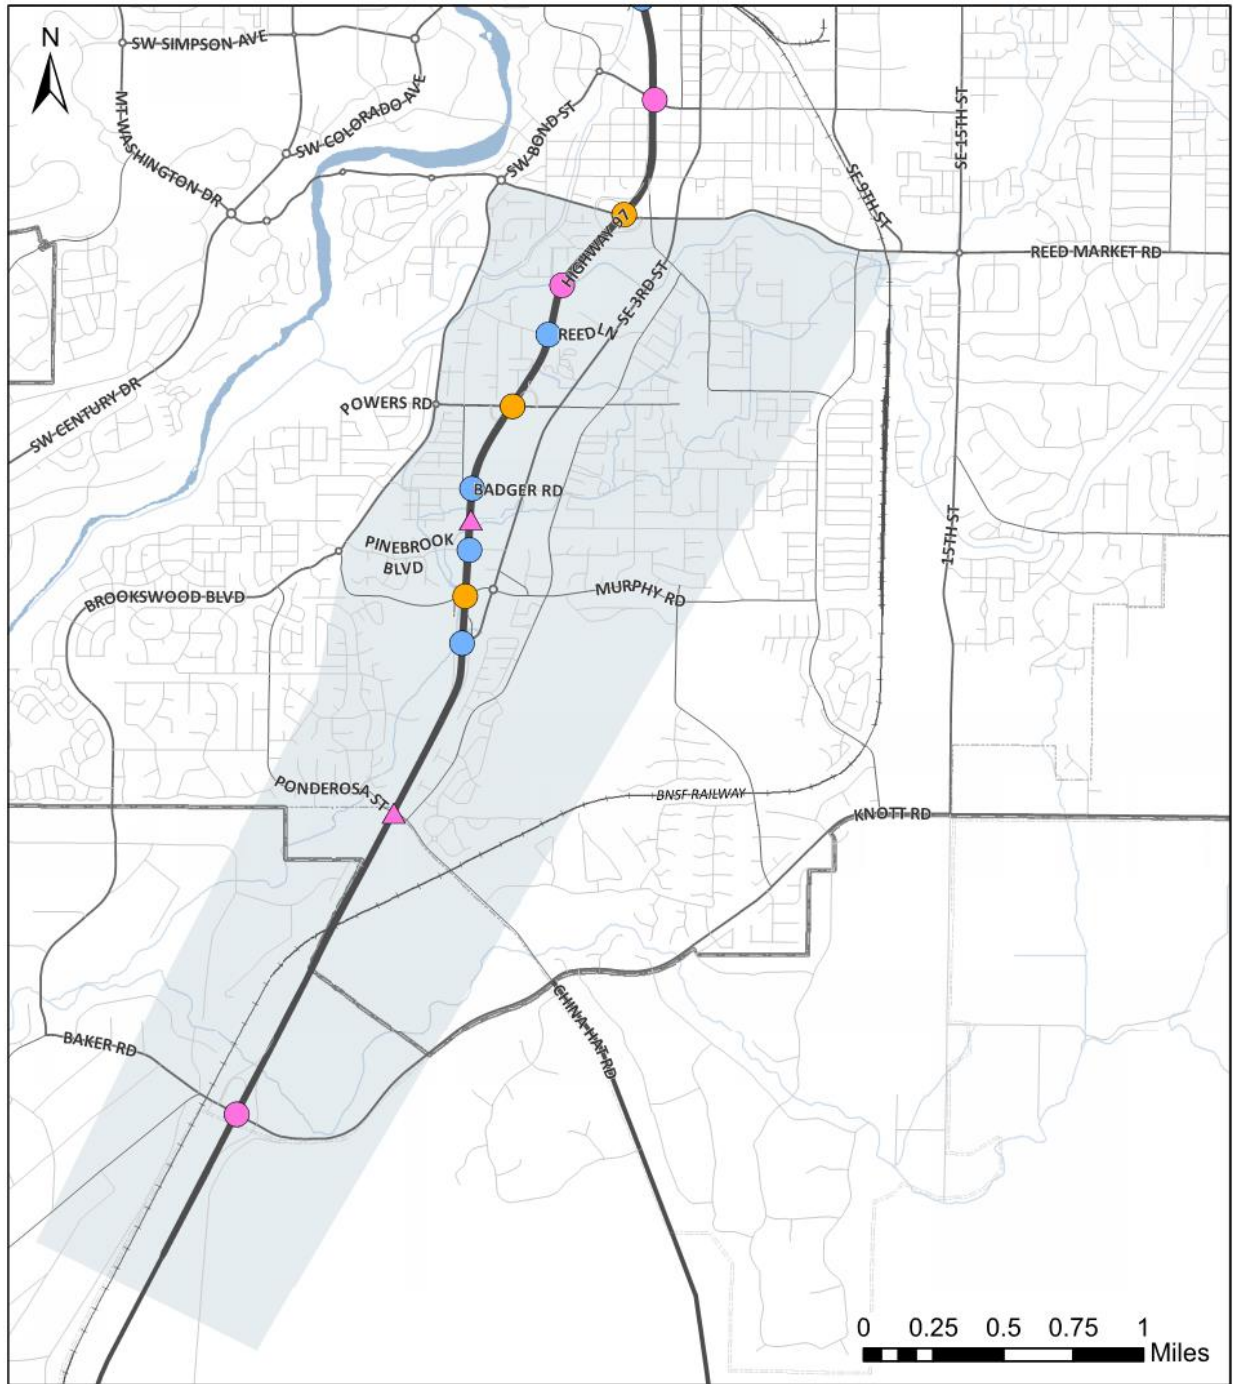 N
SW SIMPSON AVE
MT WASHINGTON DR
SW COLORADO AVE
SW BOND ST
SE 9TH ST
SE 15TH ST
REED MARKET RD
HIGHWAY 97
SE 3RD ST
REED LN
SW CENTURY DR
POWERS RD
BADGER RD
PINEBROOK
BLVD
15TH ST
BROOKSWOOD BLVD
MURPHY RD
PONDEROSA ST
BNSF RAILWAY
KNOTT RD
CHINA HAT RD
BAKER RD
0 0.25 0.5 0.75 1
Miles